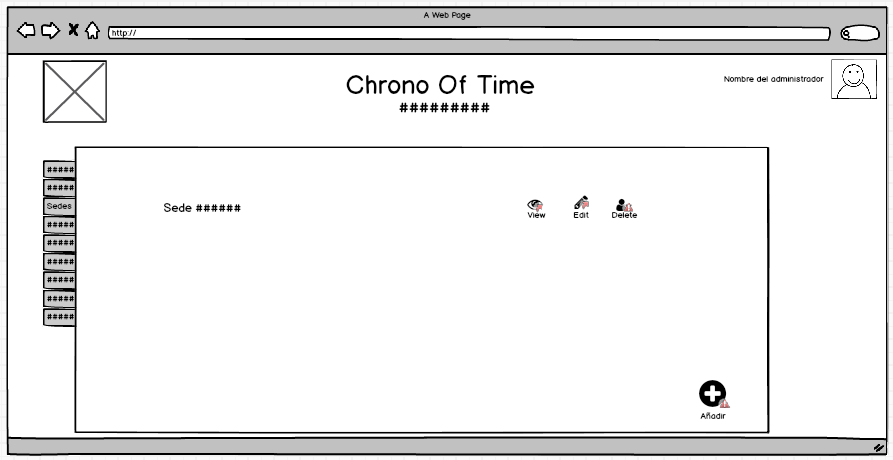 A Web Page
http://
Chrono Of Time
#########
Nombre del administrador
#####
#####
Sedes
#####
#####
#####
#####
#####
#####
Sede ######
View Edit Delete
Añadir